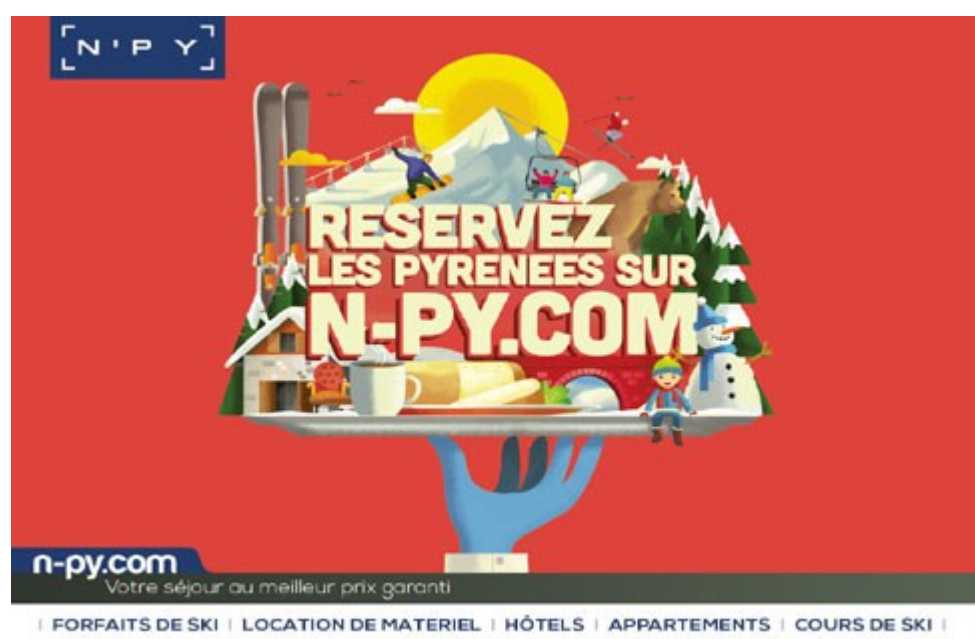 N'PY
RESERVEZ
LES PYRENEES SUR
N-PY.COM
n-py.com
Votre séjour au meilleur prix garanti
| FORFAITS DE SKI | LOCATION DE MATERIEL | HÔTELS | APPARTEMENTS | COURS DE SKI |